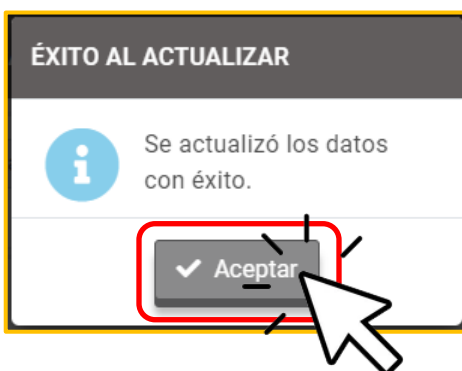 ÉXITO AL ACTUALIZAR
Se actualizó los datos
con éxito.
Aceptar